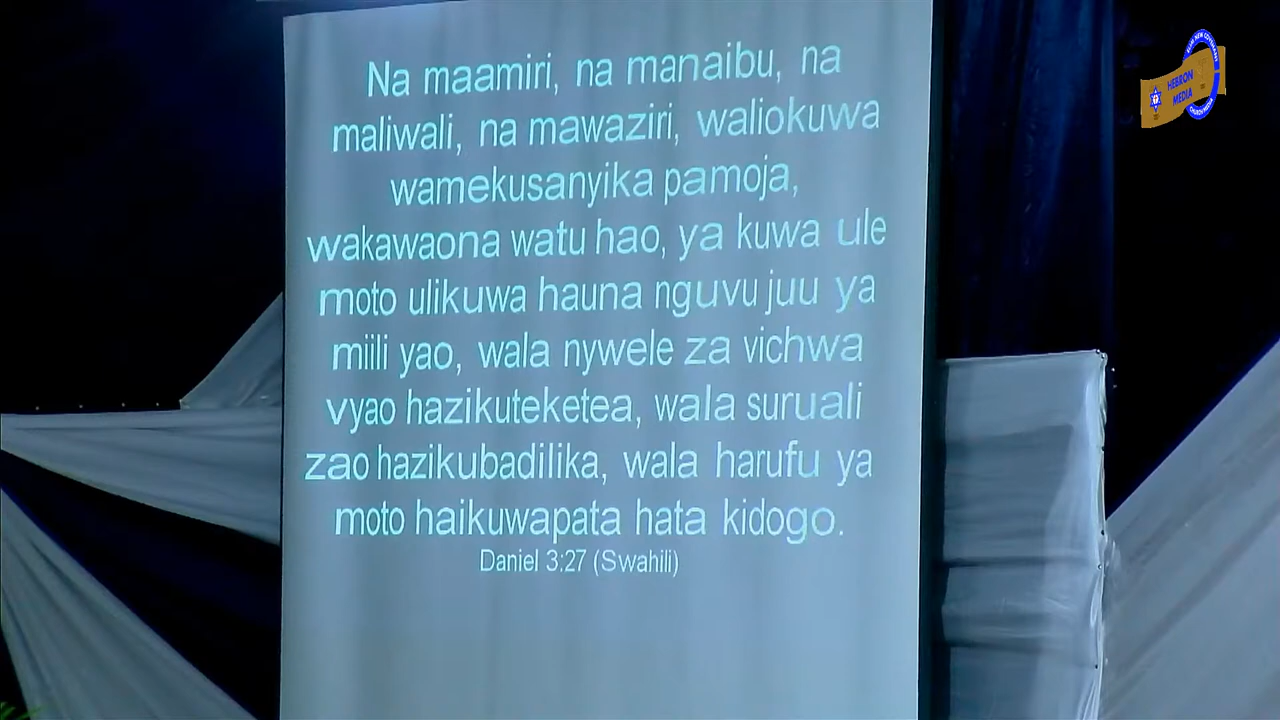 Na maamiri, na manaibu, na
maliwali, na mawaziri, waliokuwa
wamekusanyika pamoja,
wakawaona watu hao, ya kuwa ule
moto ulikuwa hauna nguvu juu ya
miili yao, wala nywele za vichwa
vyao hazikuteketea, wala suruali
zao hazikubadilika, wala harufu ya
moto haikuwapata hata kidogo.
Daniel 3:27 (Swahili)
HEBRON
MEDIA